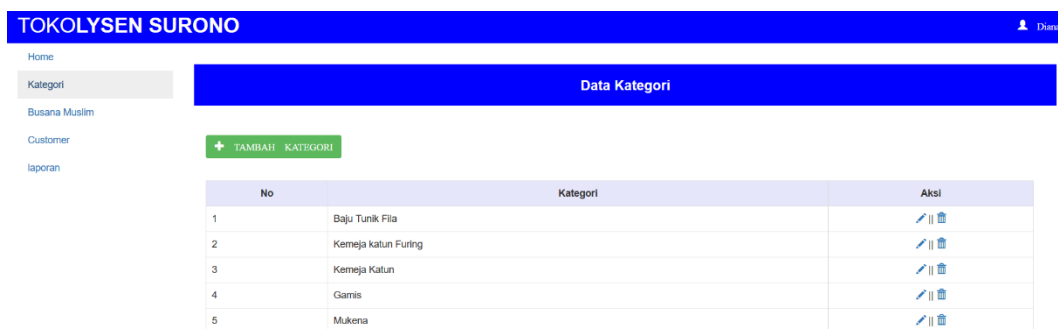 TOKOLYSEN SURONO
Diana
Home
Kategori
Busana Muslim
Customer
laporan
Data Kategori
TAMBAH KATEGORI
No Kategori Aksi
1 Baju Tunik Fila ||
2 Kemeja katun Furing ||
3 Kemeja Katun ||
4 Gamis ||
5 Mukena ||